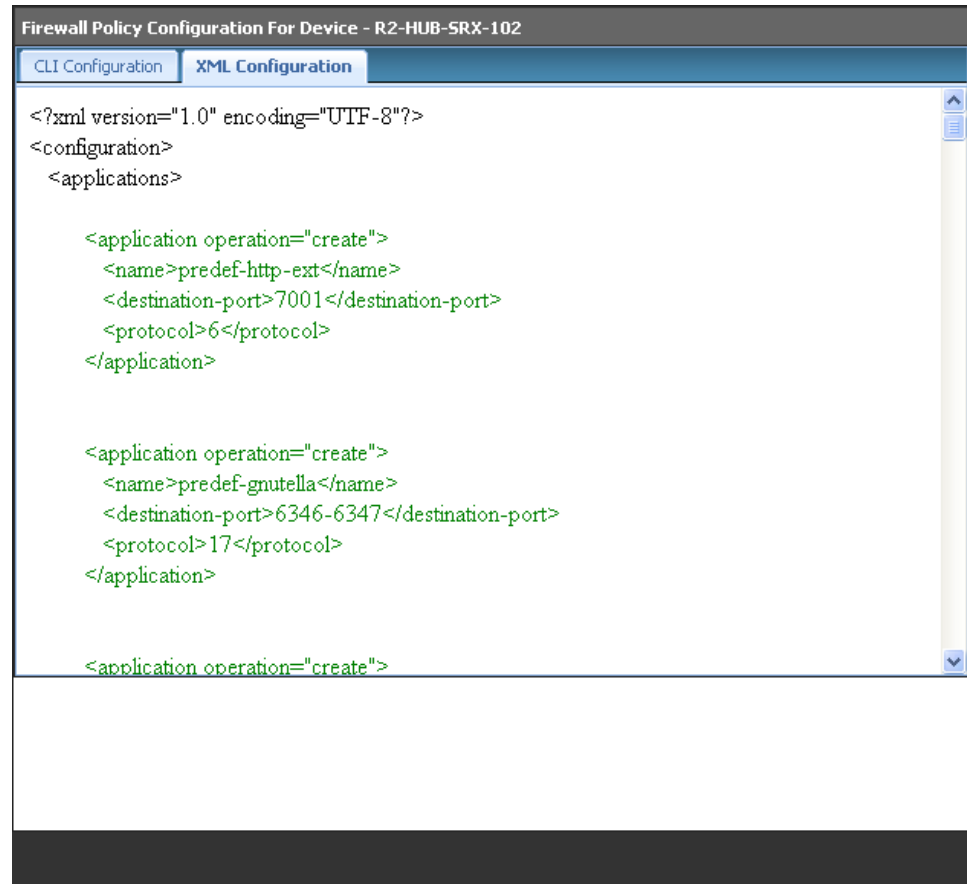 Firewall Policy Configuration For Device - R2-HUB-SRX-102
CLI Configuration XML Configuration
<?xml version="1.0" encoding="UTF-8"?>
<configuration>
<applications>
<application operation="create">
<name>predef-http-ext</name>
<destination-port>7001</destination-port>
<protocol>6</protocol>
</application>
<application operation="create">
<name>predef-gnutella</name>
<destination-port>6346-6347</destination-port>
<protocol>17</protocol>
</application>
<application operation="create">